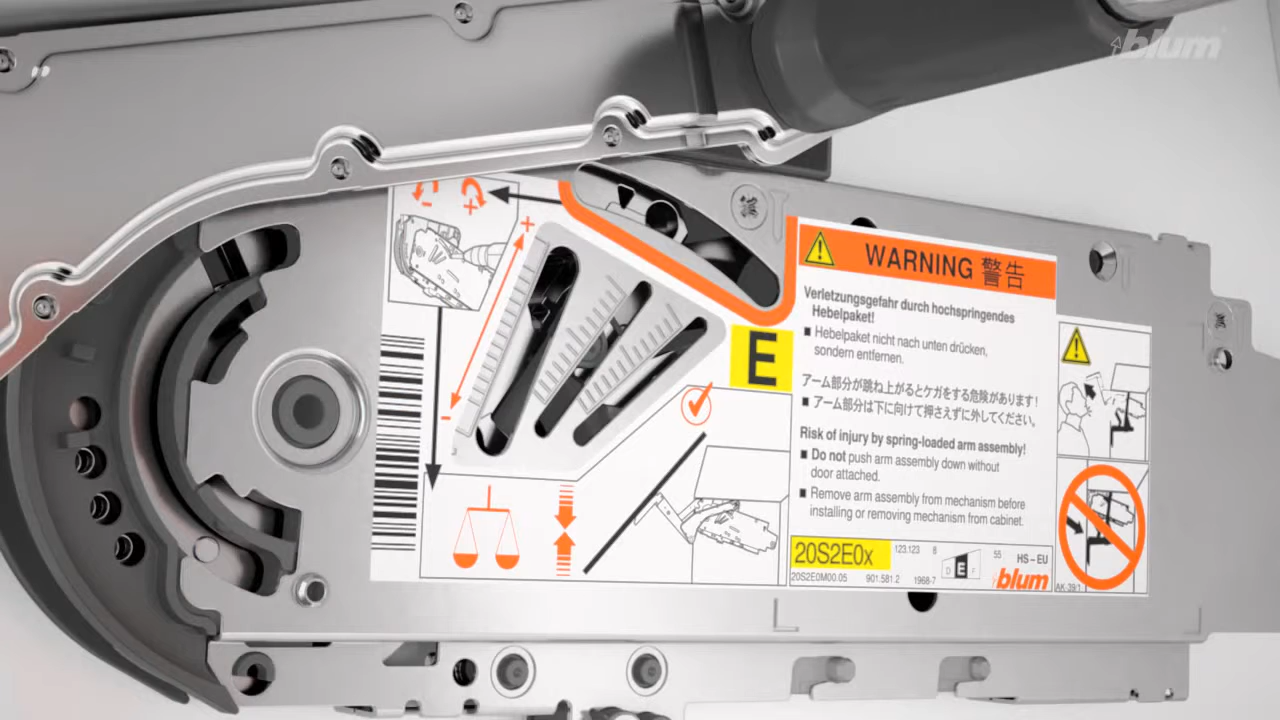 blum
WARNING 警告
Verletzungsgefahr durch hochspringendes
Hebelpaket!
■ Hebelpaket nicht nach unten drücken,
sondern entfernen.
アーム部分が跳ね上がるとケガをする危険があります!
■ アーム部分は下に向けて押さえずに外してください。
Risk of injury by spring-loaded arm assembly!
■ Do not push arm assembly down without
door attached.
■ Remove arm assembly from mechanism before
installing or removing mechanism from cabinet.
E
20S2E0x
123.123 6
D E F
55
HS – EU
20S2E0M00.05 901.581.2 1968-7
blum
AK-39/1